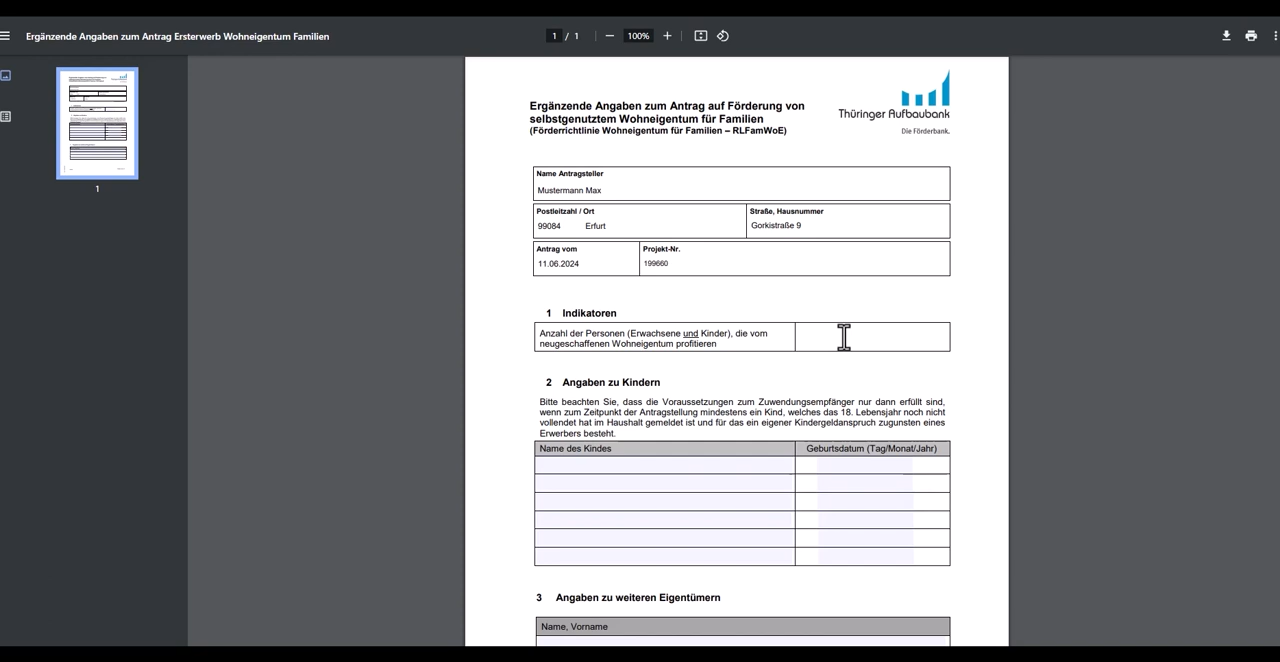 Ergänzende Angaben zum Antrag Ersterwerb Wohneigentum Familien
1 / 1
100%
1
Ergänzende Angaben zum Antrag auf Förderung von
selbstgenutztem Wohneigentum für Familien
(Förderrichtlinie Wohneigentum für Familien – RLFamWoE)
Thüringer Aufbaubank
Die Förderbank.
Name Antragsteller
Mustermann Max
Postleitzahl / Ort
Straße, Hausnummer
99084 Erfurt
Gorkistraße 9
Antrag vom
Projekt-Nr.
11.06.2024
199660
1 Indikatoren
Anzahl der Personen (Erwachsene und Kinder), die vom
neugeschaffenen Wohneigentum profitieren
2 Angaben zu Kindern
Bitte beachten Sie, dass die Voraussetzungen zum Zuwendungsempfänger nur dann erfüllt sind,
wenn zum Zeitpunkt der Antragstellung mindestens ein Kind, welches das 18. Lebensjahr noch nicht
vollendet hat im Haushalt gemeldet ist und für das ein eigener Kindergeldanspruch zugunsten eines
Erwerbers besteht.
Name des Kindes
Geburtsdatum (Tag/Monat/Jahr)
3 Angaben zu weiteren Eigentümern
Name, Vorname